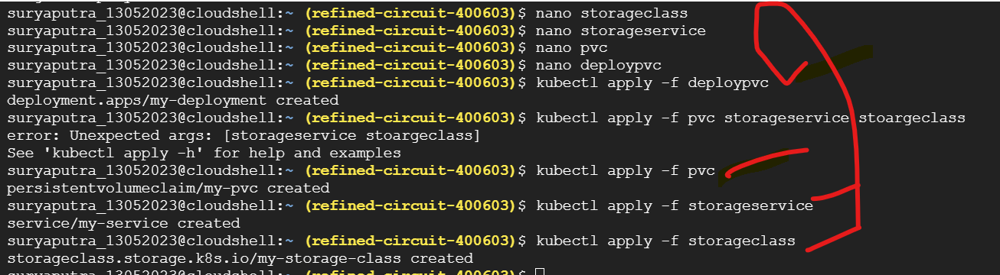 suryaputra_13052023@cloudshell:~ (refined-circuit-400603)$ nano storageclass
suryaputra_13052023@cloudshell:~ (refined-circuit-400603)$ nano storageservice
suryaputra_13052023@cloudshell:~ (refined-circuit-400603)$ nano pvc
suryaputra_13052023@cloudshell:~ (refined-circuit-400603)$ nano deploypvc
suryaputra_13052023@cloudshell:~ (refined-circuit-400603)$ kubectl apply -f deploypvc
deployment.apps/my-deployment created
suryaputra_13052023@cloudshell:~ (refined-circuit-400603)$ kubectl apply -f pvc storageservice stoargeclass
error: Unexpected args: [storageservice stoargeclass]
See 'kubectl apply -h' for help and examples
suryaputra_13052023@cloudshell:~ (refined-circuit-400603)$ kubectl apply -f pvc
persistentvolumeclaim/my-pvc created
suryaputra_13052023@cloudshell:~ (refined-circuit-400603)$ kubectl apply -f storageservice
service/my-service created
suryaputra_13052023@cloudshell:~ (refined-circuit-400603)$ kubectl apply -f storageclass
storageclass.storage.k8s.io/my-storage-class created
suryaputra_13052023@cloudshell:~ (refined-circuit-400603)$